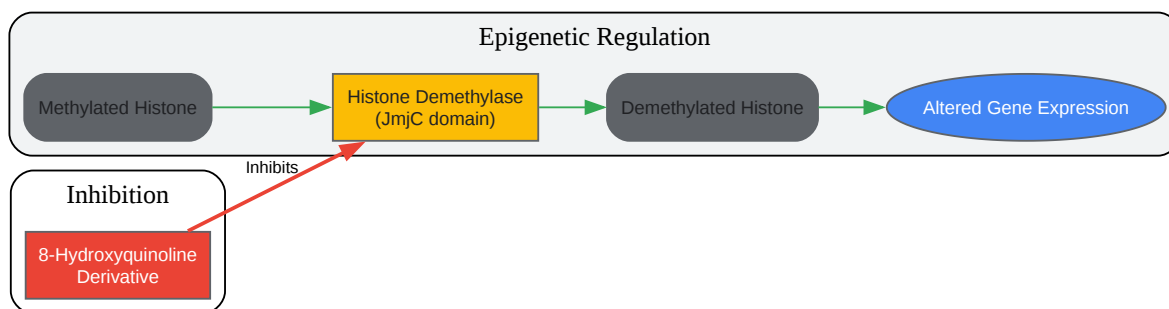 Epigenetic Regulation
Methylated Histone
Histone Demethylase
(JmjC domain)
Demethylated Histone
Altered Gene Expression
Inhibits
Inhibition
8-Hydroxyquinoline
Derivative